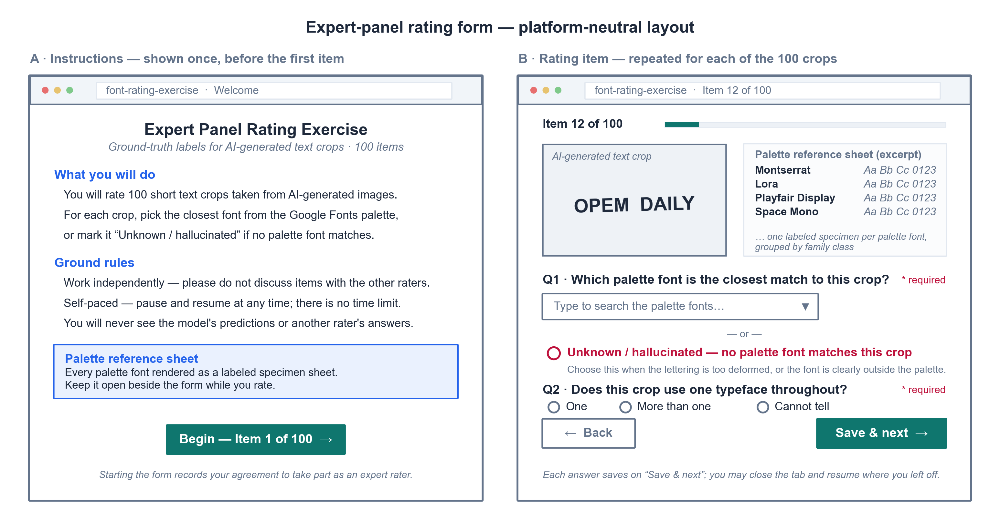 Expert-panel rating form — platform-neutral layout
A · Instructions — shown once, before the first item
font-rating-exercise · Welcome
Expert Panel Rating Exercise
Ground-truth labels for AI-generated text crops · 100 items
What you will do
You will rate 100 short text crops taken from AI-generated images.
For each crop, pick the closest font from the Google Fonts palette,
or mark it “Unknown / hallucinated” if no palette font matches.
Ground rules
Work independently — please do not discuss items with the other raters.
Self-paced — pause and resume at any time; there is no time limit.
You will never see the model's predictions or another rater's answers.
Palette reference sheet
Every palette font rendered as a labeled specimen sheet.
Keep it open beside the form while you rate.
Begin — Item 1 of 100 →
Starting the form records your agreement to take part as an expert rater.
B · Rating item — repeated for each of the 100 crops
font-rating-exercise · Item 12 of 100
Item 12 of 100
AI-generated text crop
OPEM DAILY
Palette reference sheet (excerpt)
Montserrat Aa Bb Cc 0123
Lora Aa Bb Cc 0123
Playfair Display Aa Bb Cc 0123
Space Mono Aa Bb Cc 0123
… one labeled specimen per palette font,
grouped by family class
Q1 · Which palette font is the closest match to this crop? * required
Type to search the palette fonts… ▼
— or —
Unknown / hallucinated — no palette font matches this crop
Choose this when the lettering is too deformed, or the font is clearly outside the palette.
Q2 · Does this crop use one typeface throughout? * required
One More than one Cannot tell
← Back Save & next →
Each answer saves on “Save & next”; you may close the tab and resume where you left off.